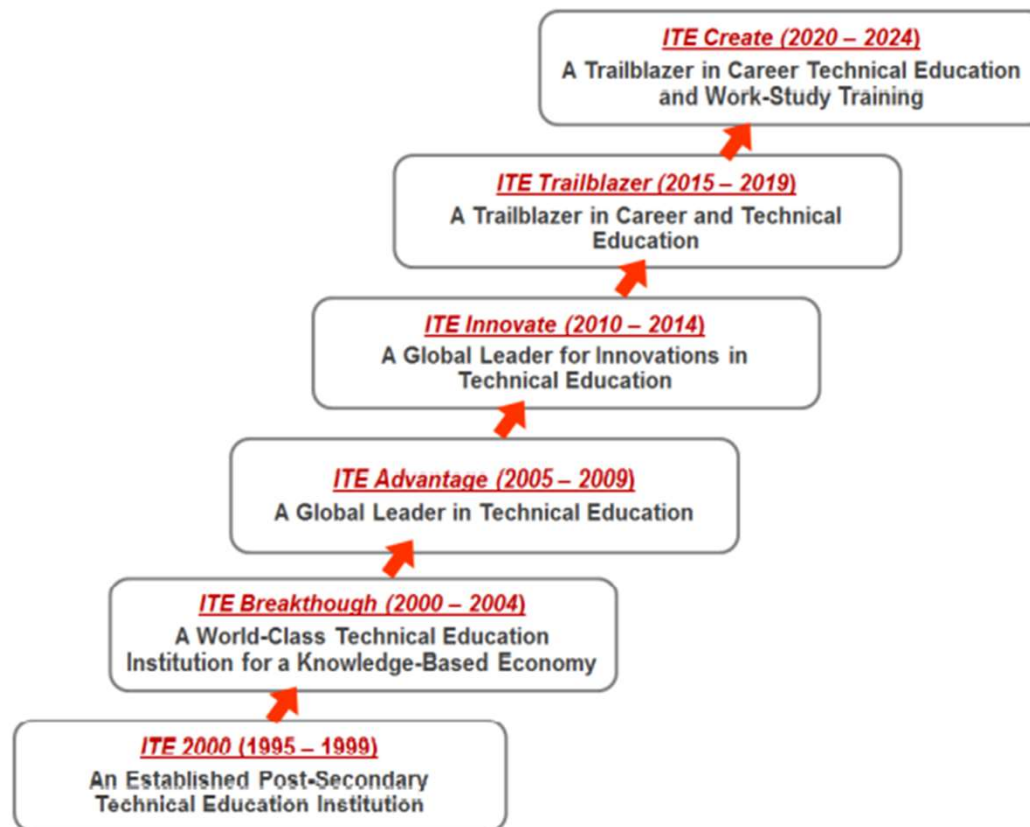 ITE Create (2020 – 2024)
A Trailblazer in Career Technical Education
and Work-Study Training
ITE Trailblazer (2015 – 2019)
A Trailblazer in Career and Technical
Education
ITE Innovate (2010 – 2014)
A Global Leader for Innovations in
Technical Education
ITE Advantage (2005 – 2009)
A Global Leader in Technical Education
ITE Breakthough (2000 – 2004)
A World-Class Technical Education
Institution for a Knowledge-Based Economy
ITE 2000 (1995 – 1999)
An Established Post-Secondary
Technical Education Institution